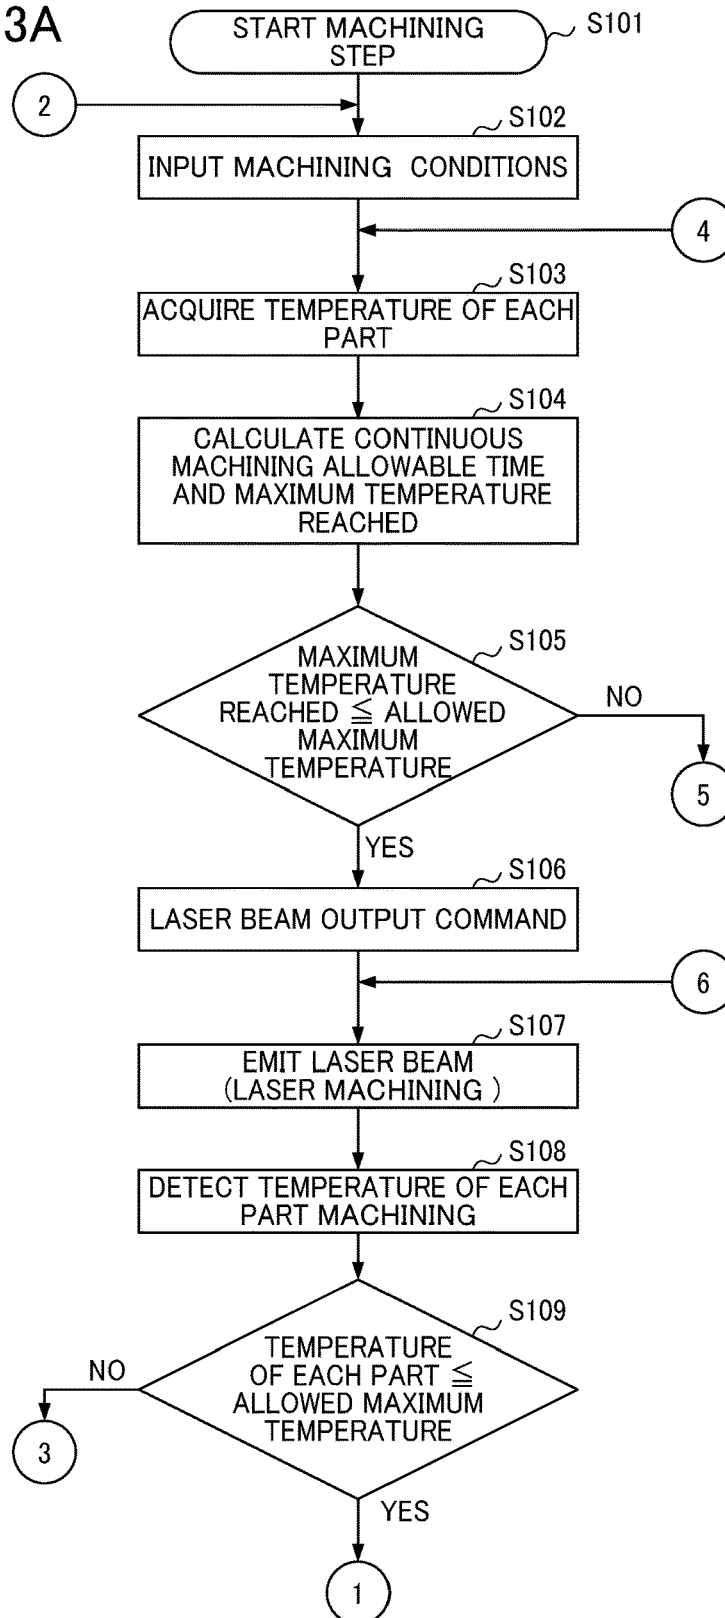 3A
START MACHINING
STEP
S101
2
S102
INPUT MACHINING CONDITIONS
4
S103
ACQUIRE TEMPERATURE OF EACH
PART
S104
CALCULATE CONTINUOUS
MACHINING ALLOWABLE TIME
AND MAXIMUM TEMPERATURE
REACHED
S105
MAXIMUM
TEMPERATURE
REACHED ≦ ALLOWED
MAXIMUM
TEMPERATURE
NO
5
YES
S106
LASER BEAM OUTPUT COMMAND
6
S107
EMIT LASER BEAM
(LASER MACHINING )
S108
DETECT TEMPERATURE OF EACH
PART MACHINING
S109
TEMPERATURE
OF EACH PART ≦
ALLOWED MAXIMUM
TEMPERATURE
NO
3
YES
1